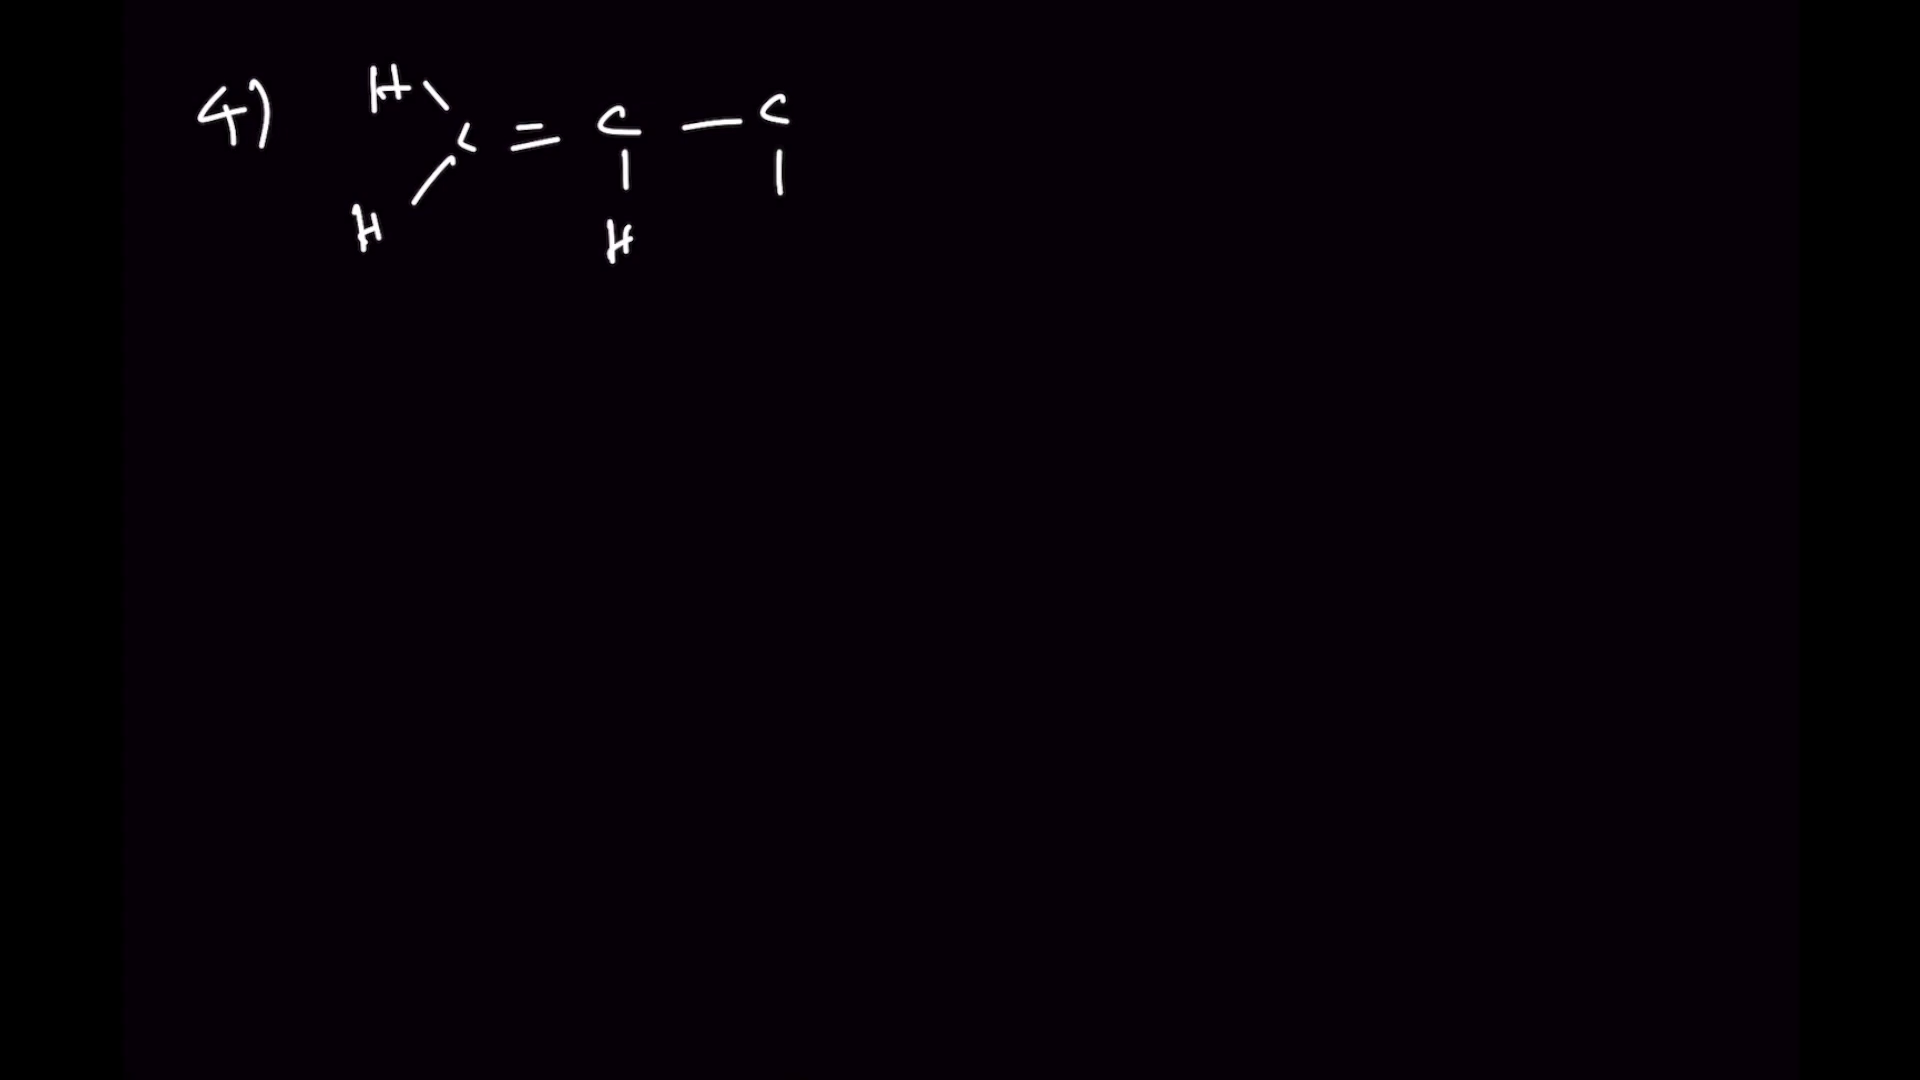 4) H
C = C — C
H H